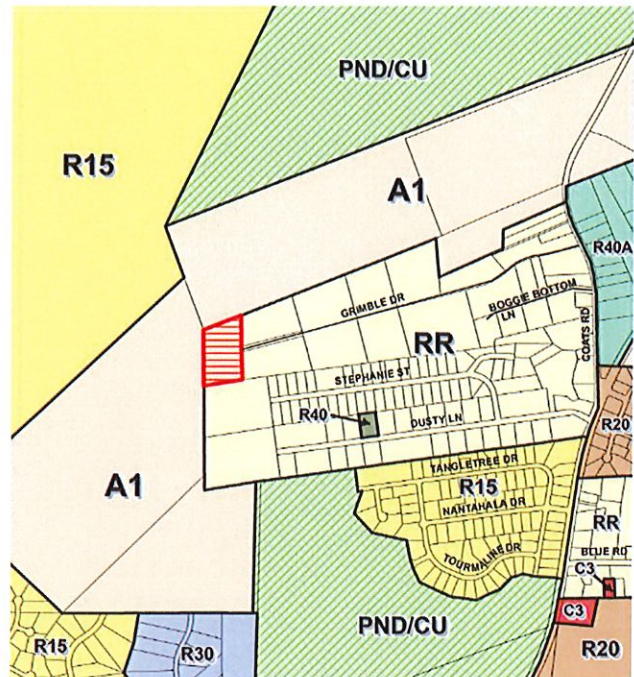 PND/CU
R15
A1
R40A
GRIMBLE DR
BOGGIE BOTTOM
LN
COATS RD
RR
STEPHANIE ST
R40
DUSTY LN
R20
TANGLETREE DR
A1
R15
NANTAHALA DR
RR
TOURMALINE DR
BLUE RD
C3
C3
PND/CU
R15
R30
R20